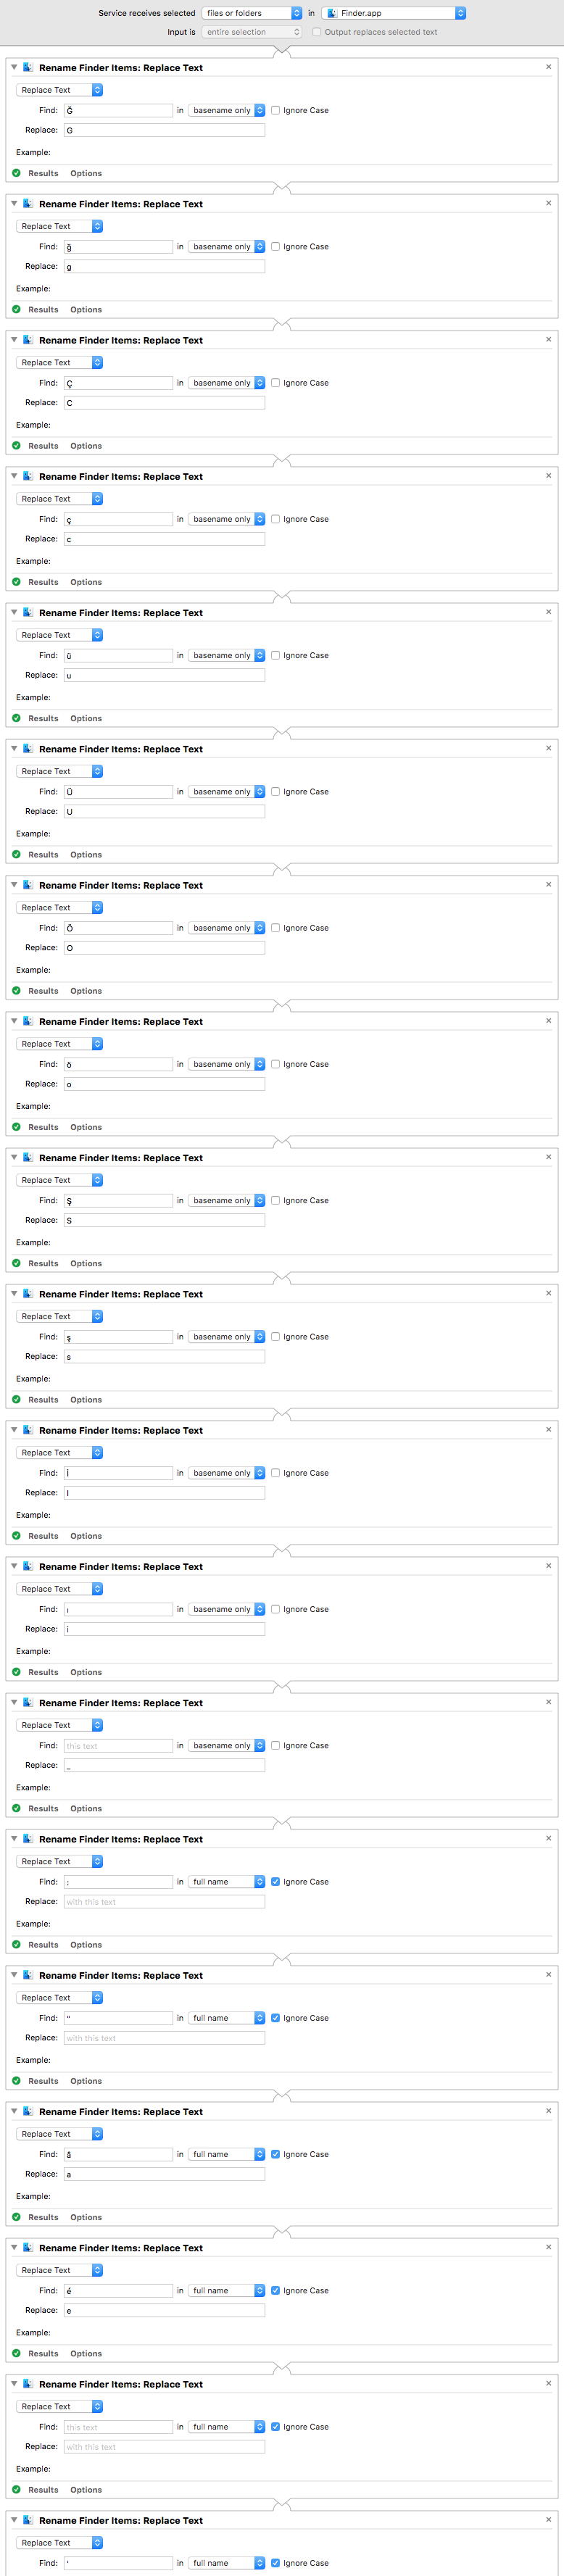 Service receives selected files or folders in Finder.app
Input is entire selection Output replaces selected text
Rename Finder Items: Replace Text
Replace Text
Find: Ğ in basename only Ignore Case
Replace: G
Example:
Results Options
Rename Finder Items: Replace Text
Replace Text
Find: ğ in basename only Ignore Case
Replace: g
Example:
Results Options
Rename Finder Items: Replace Text
Replace Text
Find: Ç in basename only Ignore Case
Replace: C
Example:
Results Options
Rename Finder Items: Replace Text
Replace Text
Find: ç in basename only Ignore Case
Replace: c
Example:
Results Options
Rename Finder Items: Replace Text
Replace Text
Find: ü in basename only Ignore Case
Replace: u
Example:
Results Options
Rename Finder Items: Replace Text
Replace Text
Find: Ü in basename only Ignore Case
Replace: U
Example:
Results Options
Rename Finder Items: Replace Text
Replace Text
Find: Ö in basename only Ignore Case
Replace: O
Example:
Results Options
Rename Finder Items: Replace Text
Replace Text
Find: ö in basename only Ignore Case
Replace: o
Example:
Results Options
Rename Finder Items: Replace Text
Replace Text
Find: Ş in basename only Ignore Case
Replace: S
Example:
Results Options
Rename Finder Items: Replace Text
Replace Text
Find: ş in basename only Ignore Case
Replace: s
Example:
Results Options
Rename Finder Items: Replace Text
Replace Text
Find: İ in basename only Ignore Case
Replace: I
Example:
Results Options
Rename Finder Items: Replace Text
Replace Text
Find: ı in basename only Ignore Case
Replace: i
Example:
Results Options
Rename Finder Items: Replace Text
Replace Text
Find: this text in basename only Ignore Case
Replace: _
Example:
Results Options
Rename Finder Items: Replace Text
Replace Text
Find: : in full name Ignore Case
Replace: with this text
Example:
Results Options
Rename Finder Items: Replace Text
Replace Text
Find: " in full name Ignore Case
Replace: with this text
Example:
Results Options
Rename Finder Items: Replace Text
Replace Text
Find: in full name Ignore Case
Replace: a
Example:
Results Options
Rename Finder Items: Replace Text
Replace Text
Find: é in full name Ignore Case
Replace: e
Example:
Results Options
Rename Finder Items: Replace Text
Replace Text
Find: this text in full name Ignore Case
Replace: with this text
Example:
Results Options
Rename Finder Items: Replace Text
Replace Text
Find: ' in full name Ignore Case